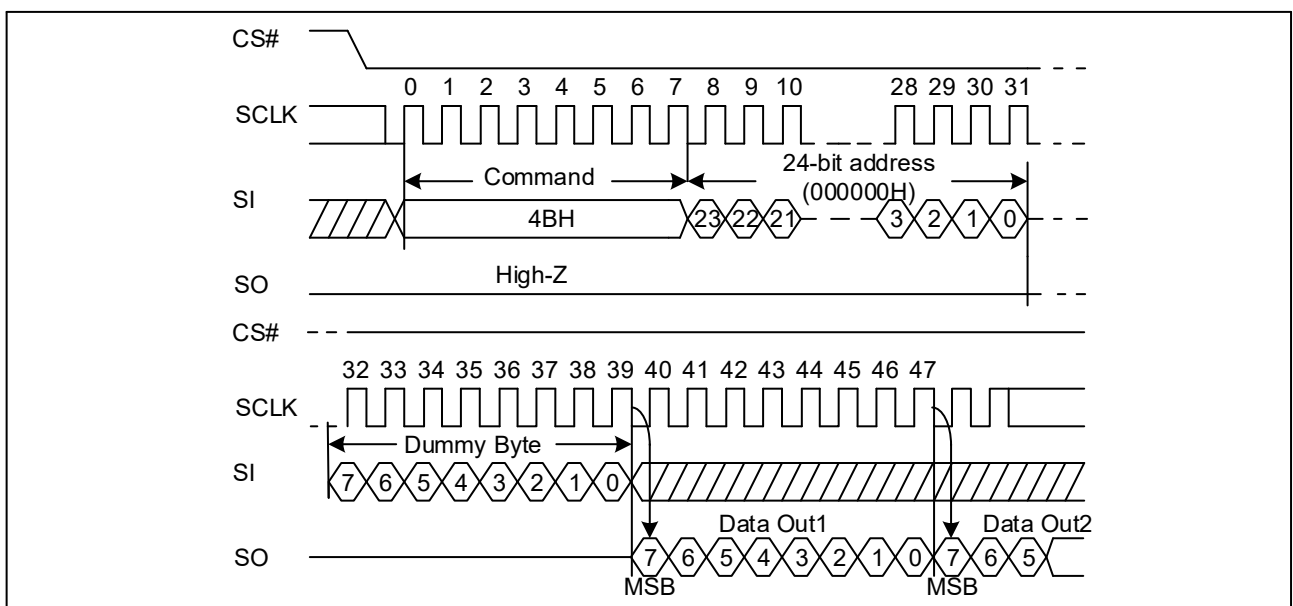 CS#
0 1 2 3 4 5 6 7 8 9 10 28 29 30 31
SCLK
Command 24-bit address
(000000H)
SI
4BH 23 22 21 3 2 1 0
High-Z
SO
CS#
32 33 34 35 36 37 38 39 40 41 42 43 44 45 46 47
SCLK
Dummy Byte
SI
7 6 5 4 3 2 1 0
Data Out1 Data Out2
SO
7 6 5 4 3 2 1 0 7 6 5
MSB MSB